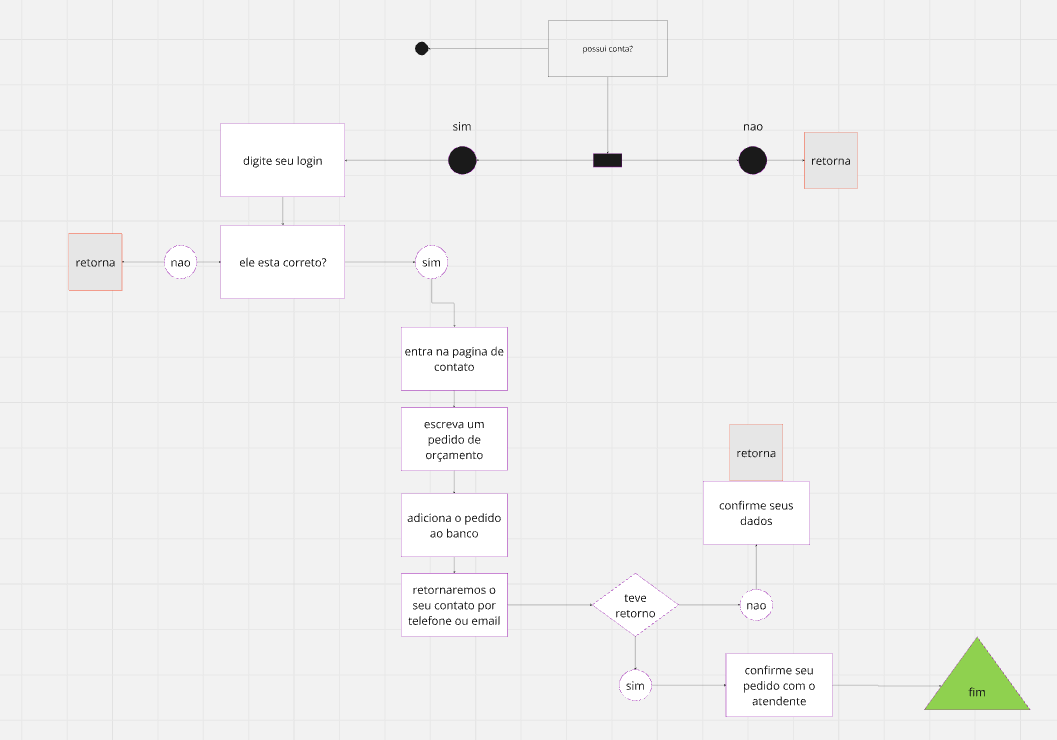 possui conta?
sim
nao
digite seu login
retorna
retorna
nao
ele esta correto?
sim
entra na pagina de
contato
escreva um
pedido de
orçamento
retorna
confirme seus
dados
adiciona o pedido
ao banco
retornaremos o
seu contato por
telefone ou email
teve
retorno
nao
sim
confirme seu
pedido com o
atendente
fim